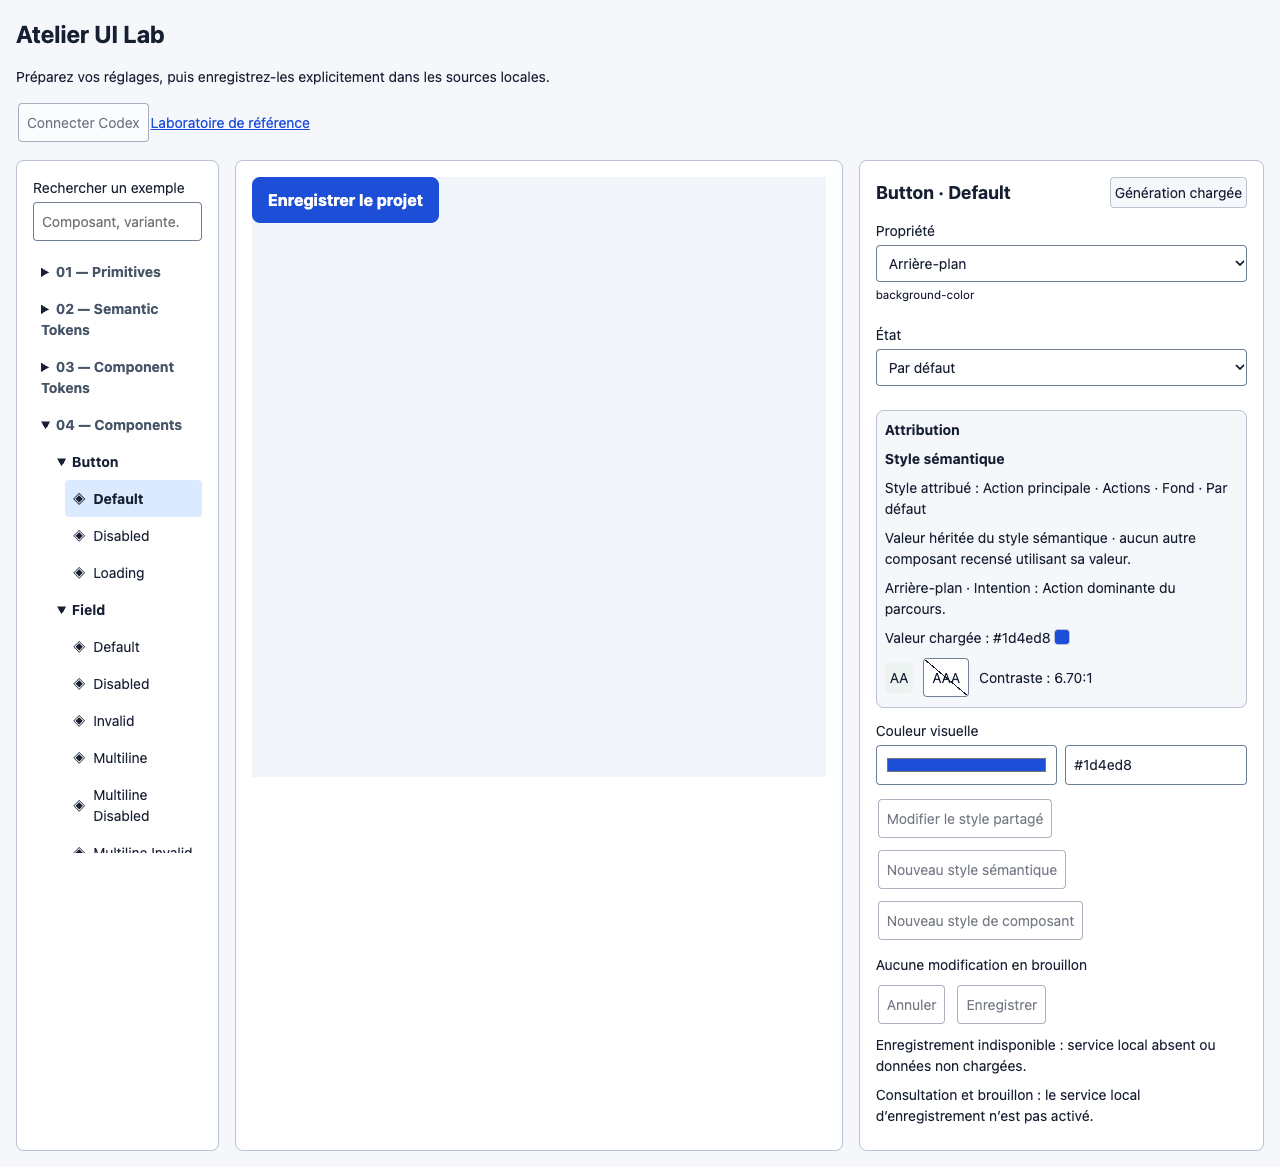 Atelier UI Lab
Préparez vos réglages, puis enregistrez-les explicitement dans les sources locales.
Connecter Codex
Laboratoire de référence
Rechercher un exemple
Composant, variante.
01 — Primitives
02 — Semantic
Tokens
03 — Component
Tokens
04 — Components
Button
Default
Disabled
Loading
Field
Default
Disabled
Invalid
Multiline
Multiline
Disabled
Multiline Invalid
Enregistrer le projet
Button · Default
Génération chargée
Propriété
Arrière-plan
background-color
État
Par défaut
Attribution
Style sémantique
Style attribué : Action principale · Actions · Fond · Par
défaut
Valeur héritée du style sémantique · aucun autre
composant recensé utilisant sa valeur.
Arrière-plan · Intention : Action dominante du
parcours.
Valeur chargée : #1d4ed8
AA
AAA
Contraste : 6.70:1
Couleur visuelle
#1d4ed8
Modifier le style partagé
Nouveau style sémantique
Nouveau style de composant
Aucune modification en brouillon
Annuler
Enregistrer
Enregistrement indisponible : service local absent ou
données non chargées.
Consultation et brouillon : le service local
d’enregistrement n’est pas activé.